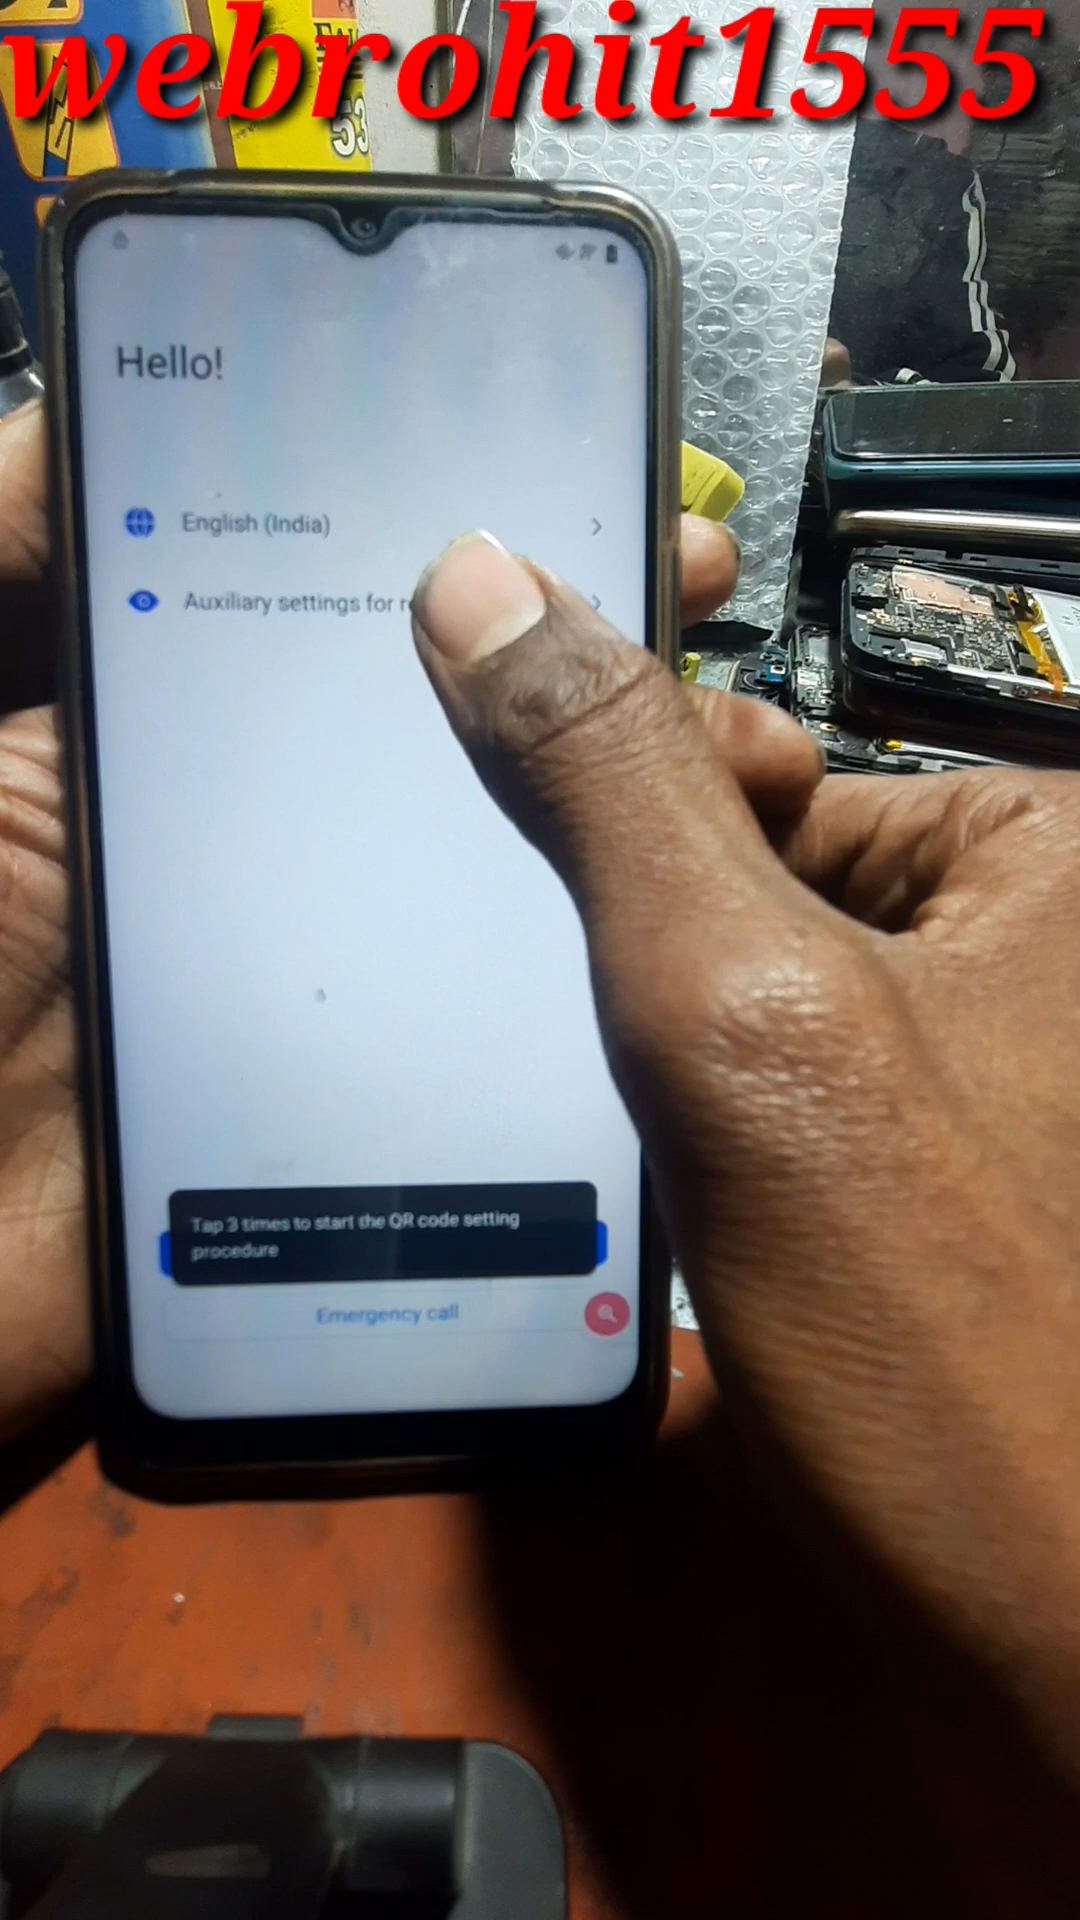 webrohit1555
53
Hello!
English (India)
Auxiliary settings for
Tap 3 times to start the QR code setting
procedure
Emergency call